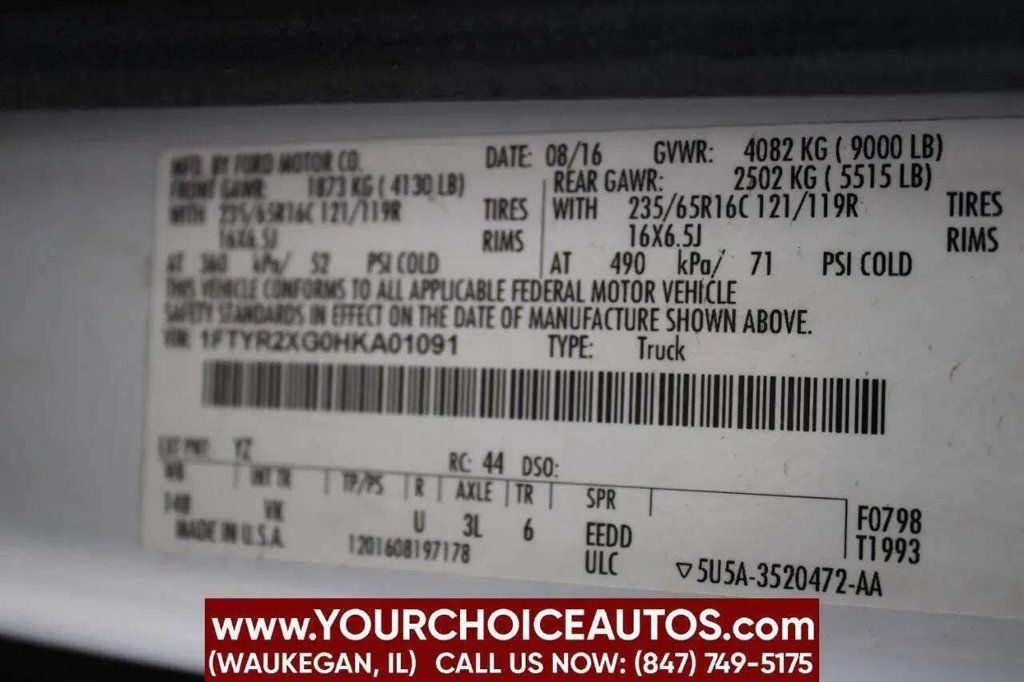 MFD. BY FORD MOTOR CO. DATE: 08/16 GVWR: 4082 KG ( 9000 LB)
FRONT GAWR: 1873 KG ( 4130 LB) REAR GAWR: 2502 KG ( 5515 LB)
WITH 235/65R16C 121/119R TIRES WITH 235/65R16C 121/119R TIRES
16X6.5J RIMS 16X6.5J RIMS
AT 360 kPa/ 52 PSI COLD AT 490 kPa/ 71 PSI COLD
THIS VEHICLE CONFORMS TO ALL APPLICABLE FEDERAL MOTOR VEHICLE
SAFETY STANDARDS IN EFFECT ON THE DATE OF MANUFACTURE SHOWN ABOVE.
VIN: 1FTYR2XG0HKA01091 TYPE: Truck
EXT PNT: YZ RC: 44 DSO:
WB INT TR TP/PS R AXLE TR SPR
148 VK U 3L 6 EEDD F0798
MADE IN U.S.A. 1201608197178 ULC T1993
▽5U5A-3520472-AA
www.YOURCHOICEAUTOS.com
(WAUKEGAN, IL) CALL US NOW: (847) 749-5175